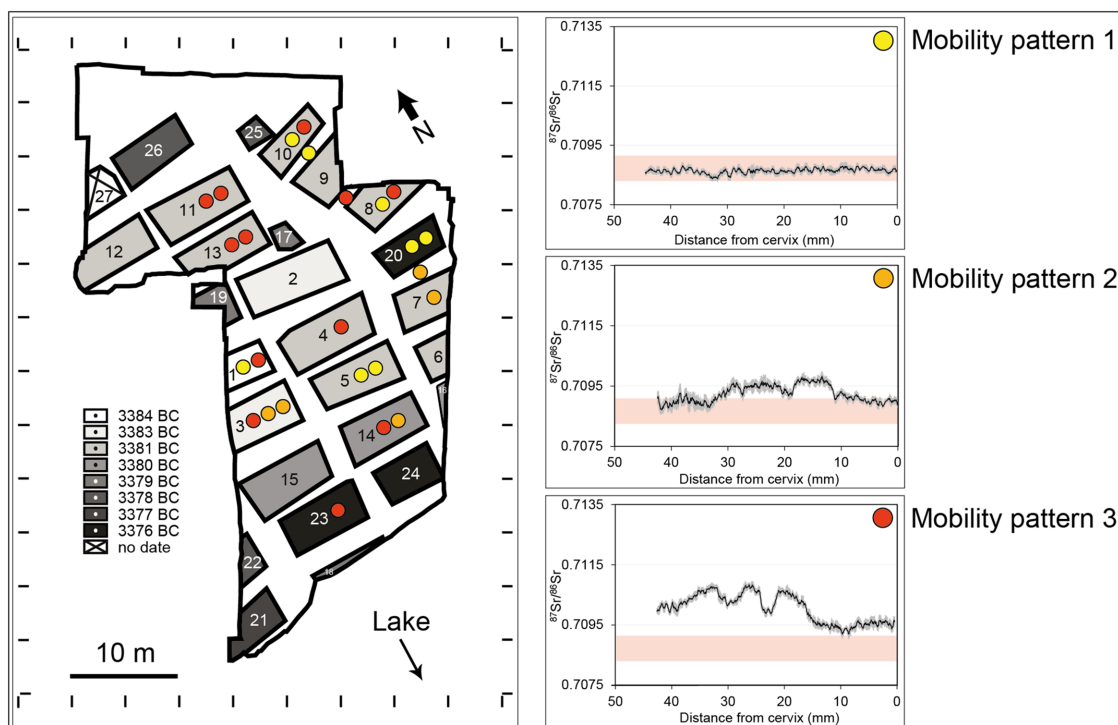 N
26
25
10
9
27
11
8
12
13
17
20
2
7
19
4
6
1
5
16
3
14
15
24
23
22
18
21
3384 BC
3383 BC
3381 BC
3380 BC
3379 BC
3378 BC
3377 BC
3376 BC
no date
10 m
Lake
0.7135
0.7115
0.7095
0.7075
87Sr/86Sr
50 40 30 20 10 0
Distance from cervix (mm)
Mobility pattern 1
0.7135
0.7115
0.7095
0.7075
87Sr/86Sr
50 40 30 20 10 0
Distance from cervix (mm)
Mobility pattern 2
0.7135
0.7115
0.7095
0.7075
87Sr/86Sr
50 40 30 20 10 0
Distance from cervix (mm)
Mobility pattern 3